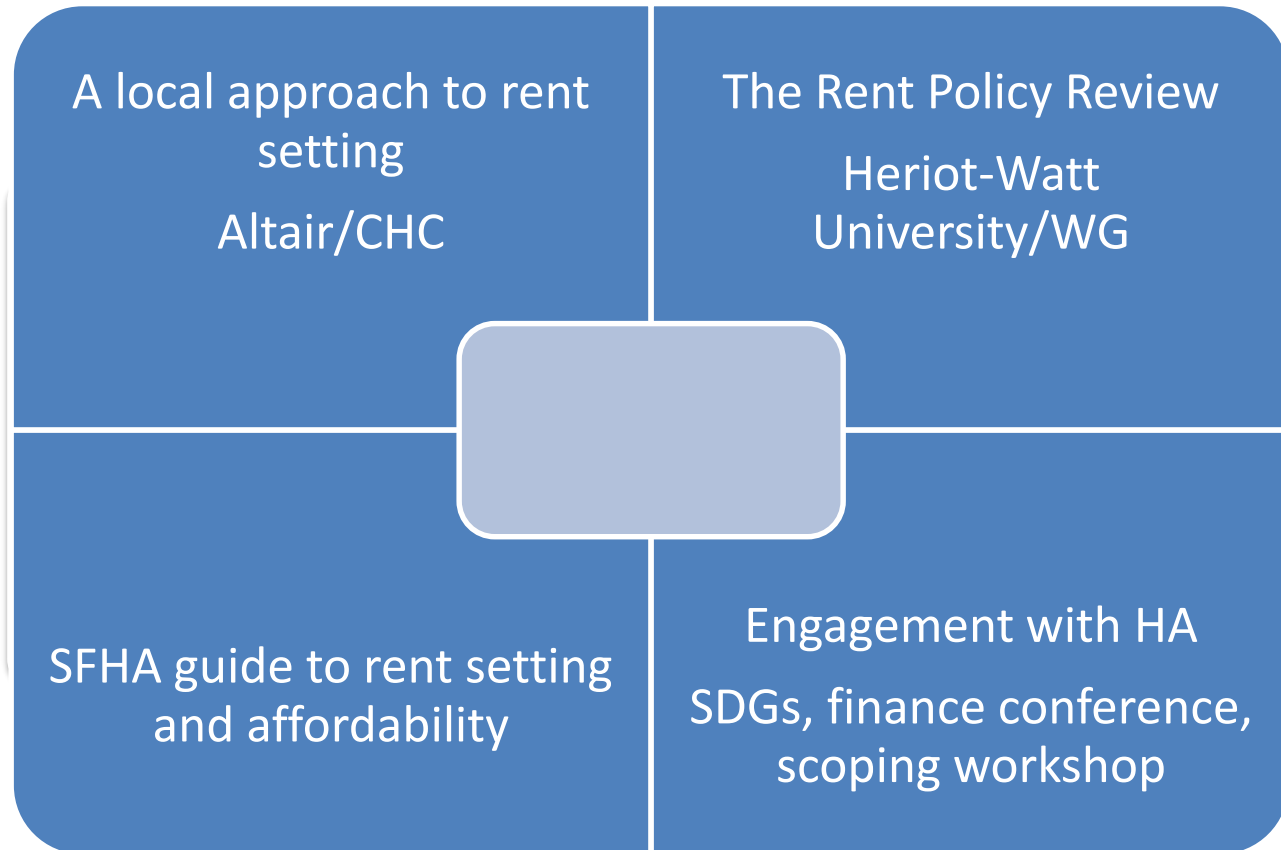 A local approach to rent
setting
Altair/CHC
The Rent Policy Review
Heriot-Watt
University/WG
SFHA guide to rent setting
and affordability
Engagement with HA
SDGs, finance conference,
scoping workshop